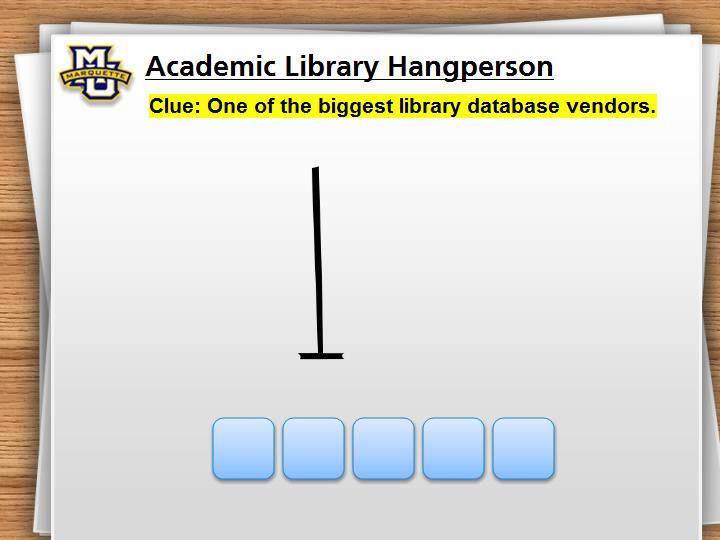 MU
MARQUETTE
Academic Library Hangperson
Clue: One of the biggest library database vendors.